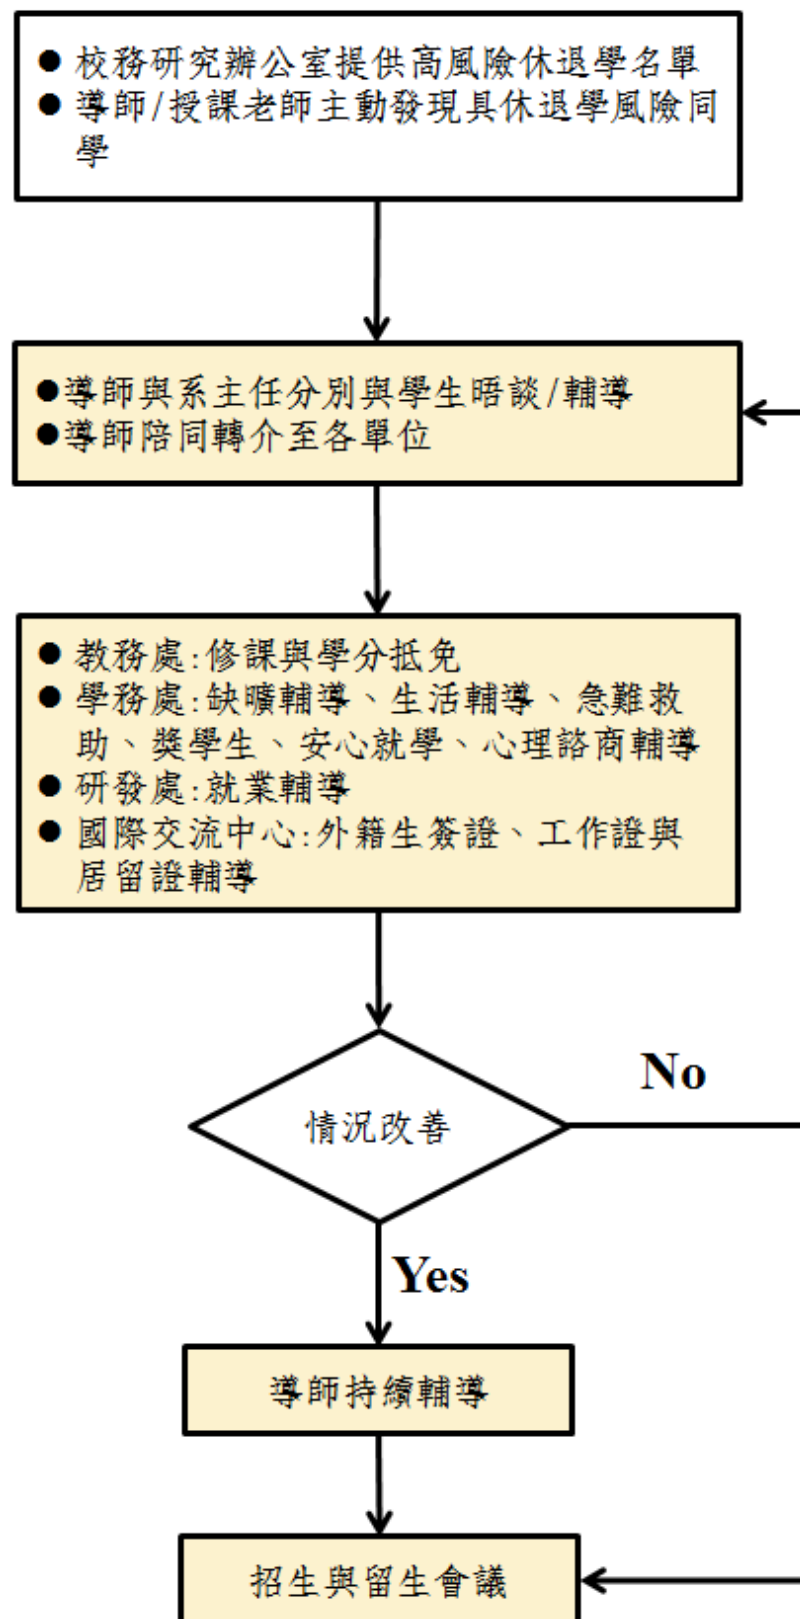 ● 校務研究辦公室提供高風險休退學名單
● 導師/授課老師主動發現具休退學風險同
學
●導師與系主任分別與學生晤談/輔導
●導師陪同轉介至各單位
● 教務處:修課與學分抵免
● 學務處:缺曠輔導、生活輔導、急難救
助、獎學生、安心就學、心理諮商輔導
● 研發處:就業輔導
● 國際交流中心:外籍生簽證、工作證與
居留證輔導
No
情況改善
Yes
導師持續輔導
招生與留生會議